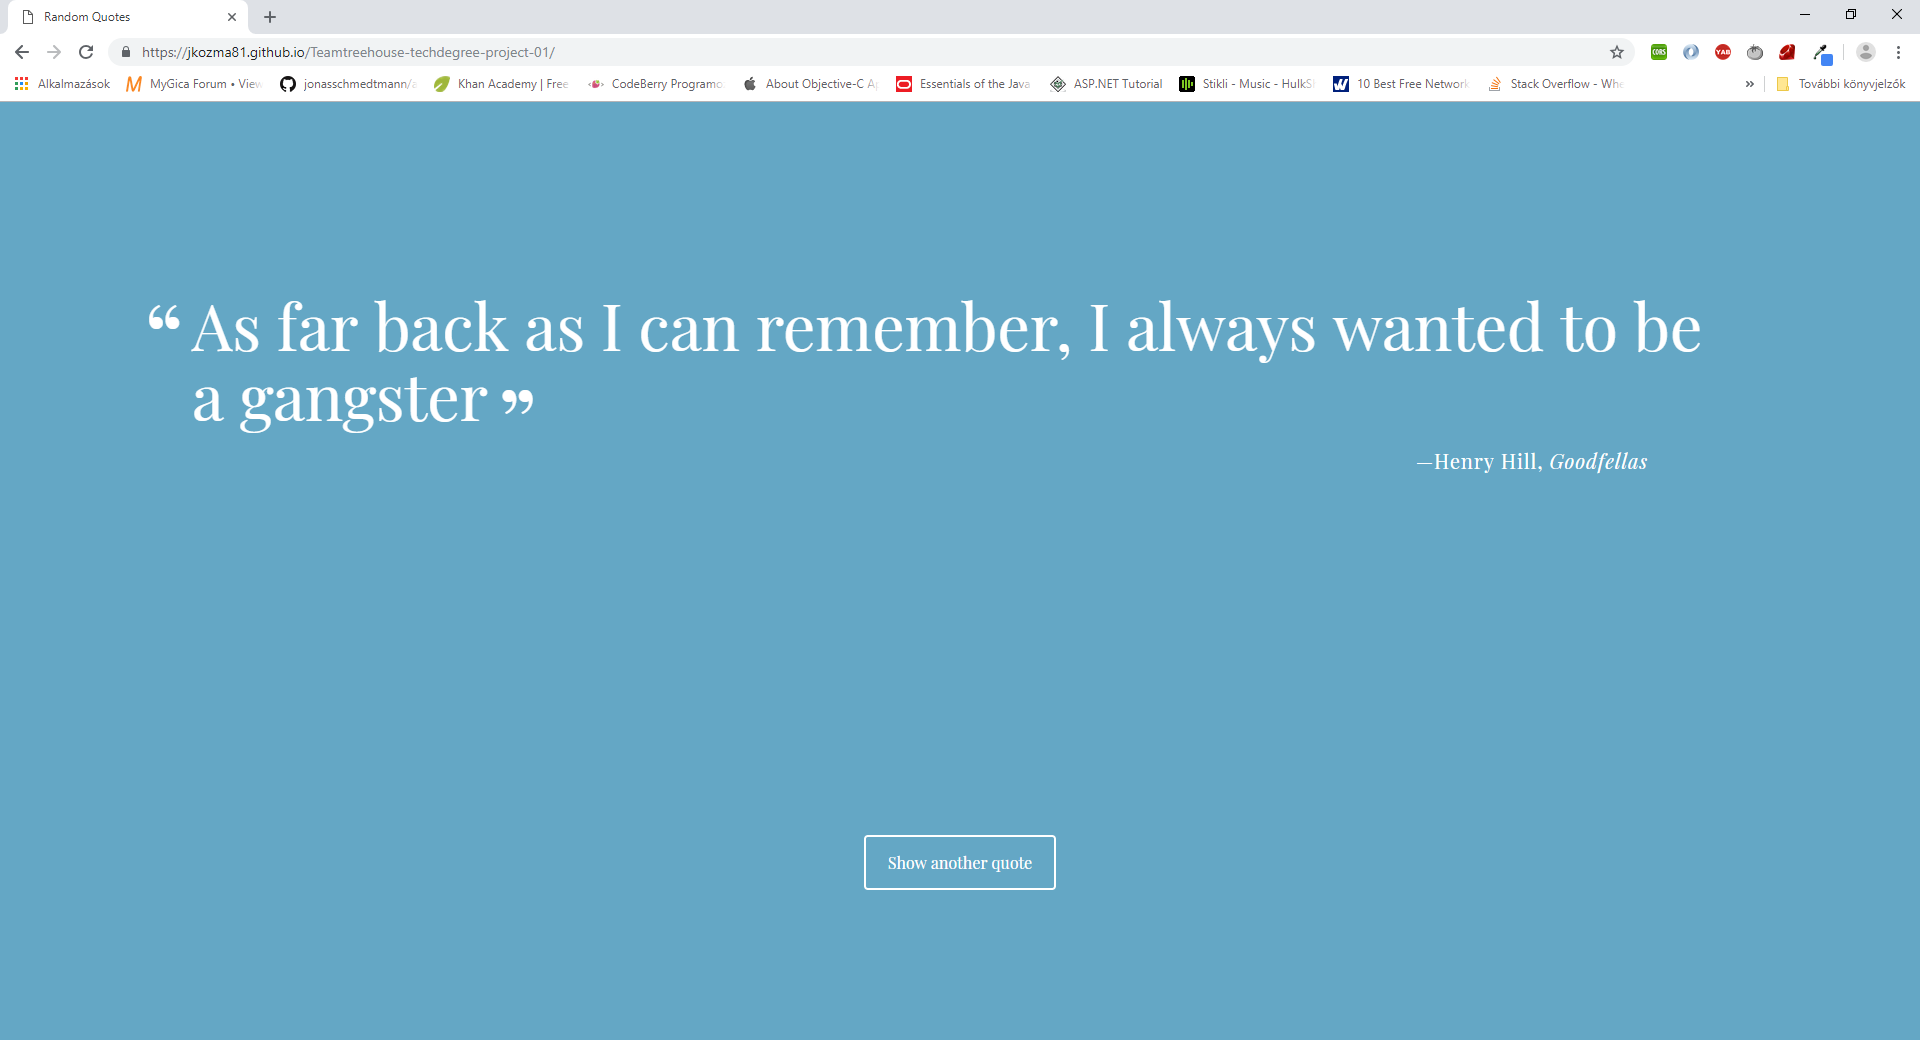 Random Quotes
https://jkozma81.github.io/Teamtreehouse-techdegree-project-01/
CORS
YAB
Alkalmazások
MyGica Forum • View
jonasschmedtmann/
Khan Academy | Free
CodeBerry Programo
About Objective-C
Essentials of the Java
ASP.NET Tutorial
Stikli - Music - HulkS
10 Best Free Network
Stack Overflow - Whe
»
További könyvjelzők
“ As far back as I can remember, I always wanted to be
a gangster ”
—Henry Hill, Goodfellas
Show another quote